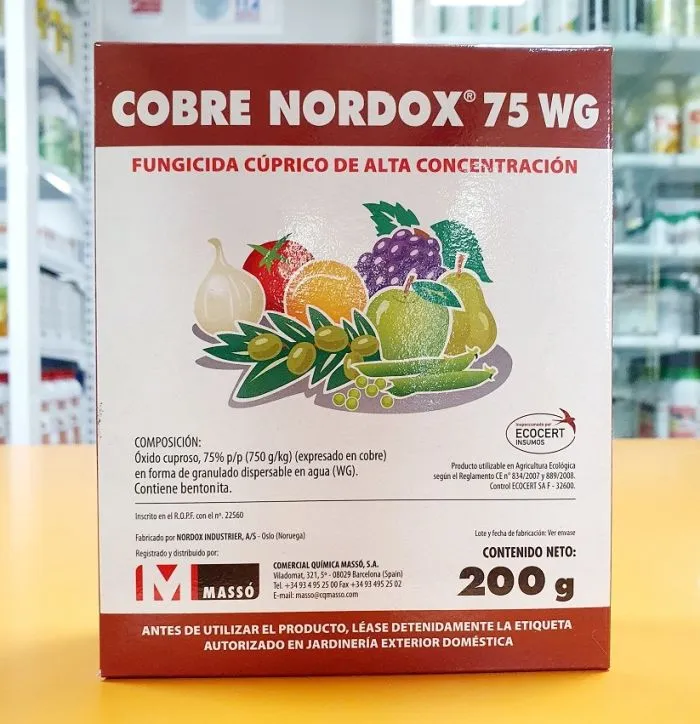 COBRE NORDOX® 75 WG
FUNGICIDA CÚPRICO DE ALTA CONCENTRACIÓN
COMPOSICIÓN:
Óxido cuproso, 75% p/p (750 g/kg) (expresado en cobre)
en forma de granulado dispersable en agua (WG).
Contiene bentonita.
Inspeccionado por
ECOCERT
INSUMOS
Producto utilizable en Agricultura Ecológica
según el Reglamento CE nº 834/2007 y 889/2008.
Control ECOCERT SA F - 32600.
Inscrito en el R.O.P.F. con el nº. 22560
Fabricado por NORDOX INDUSTRIER, A/S - Oslo (Noruega)
Registrado y distribuido por:
M MASSÓ
COMERCIAL QUÍMICA MASSÓ, S.A.
Viladomat, 321, 5º - 08029 Barcelona (Spain)
Tel. +34 93 4 95 25 00 Fax +34 93 495 25 02
E-mail: masso@cqmasso.com
Lote y fecha de fabricación: Ver envase
CONTENIDO NETO:
200 g
ANTES DE UTILIZAR EL PRODUCTO, LÉASE DETENIDAMENTE LA ETIQUETA
AUTORIZADO EN JARDINERÍA EXTERIOR DOMÉSTICA